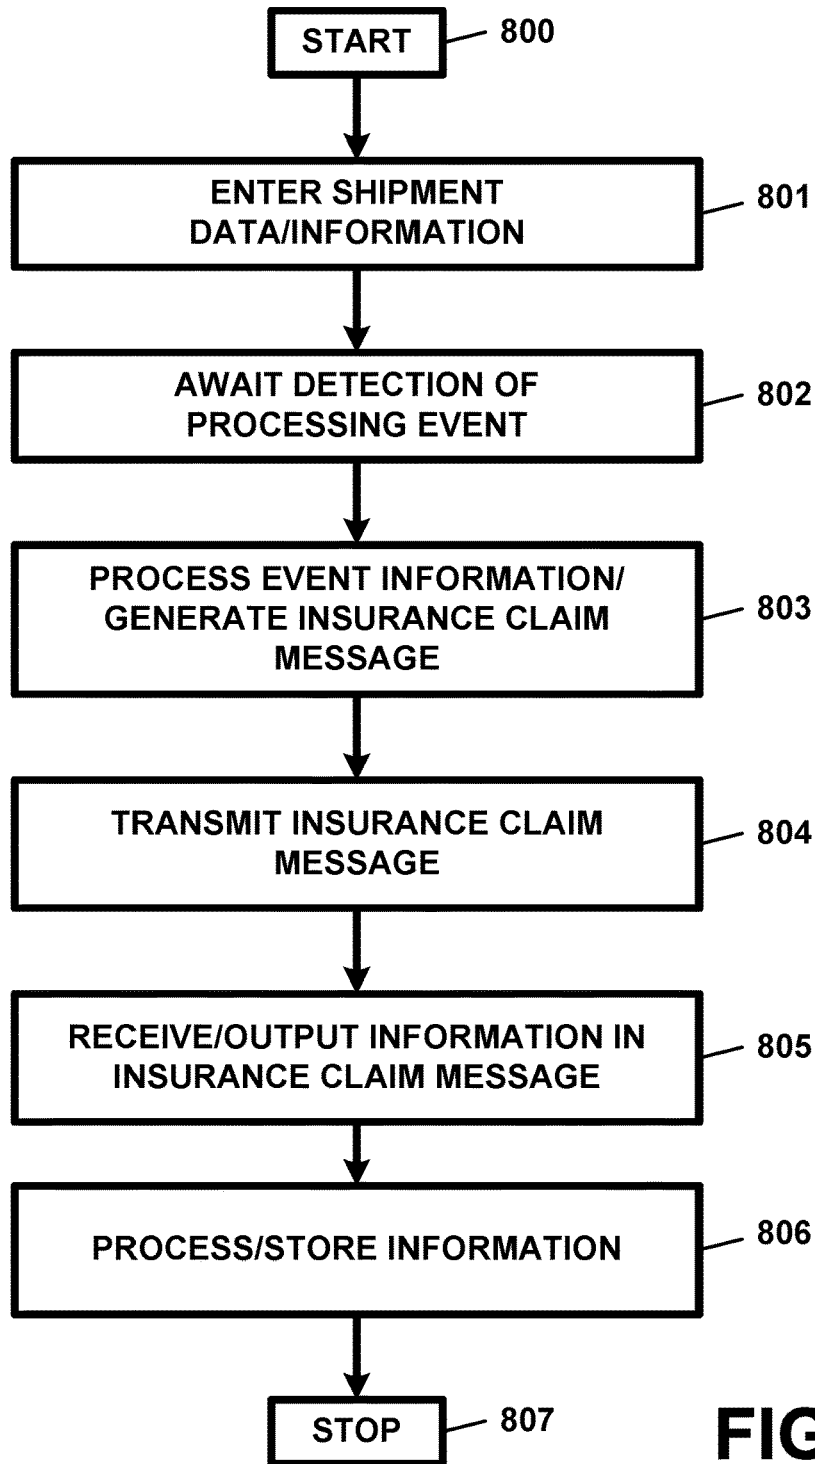 START
800
ENTER SHIPMENT
DATA/INFORMATION
801
AWAIT DETECTION OF
PROCESSING EVENT
802
PROCESS EVENT INFORMATION/
GENERATE INSURANCE CLAIM
MESSAGE
803
TRANSMIT INSURANCE CLAIM
MESSAGE
804
RECEIVE/OUTPUT INFORMATION IN
INSURANCE CLAIM MESSAGE
805
PROCESS/STORE INFORMATION
806
STOP
807
FIG